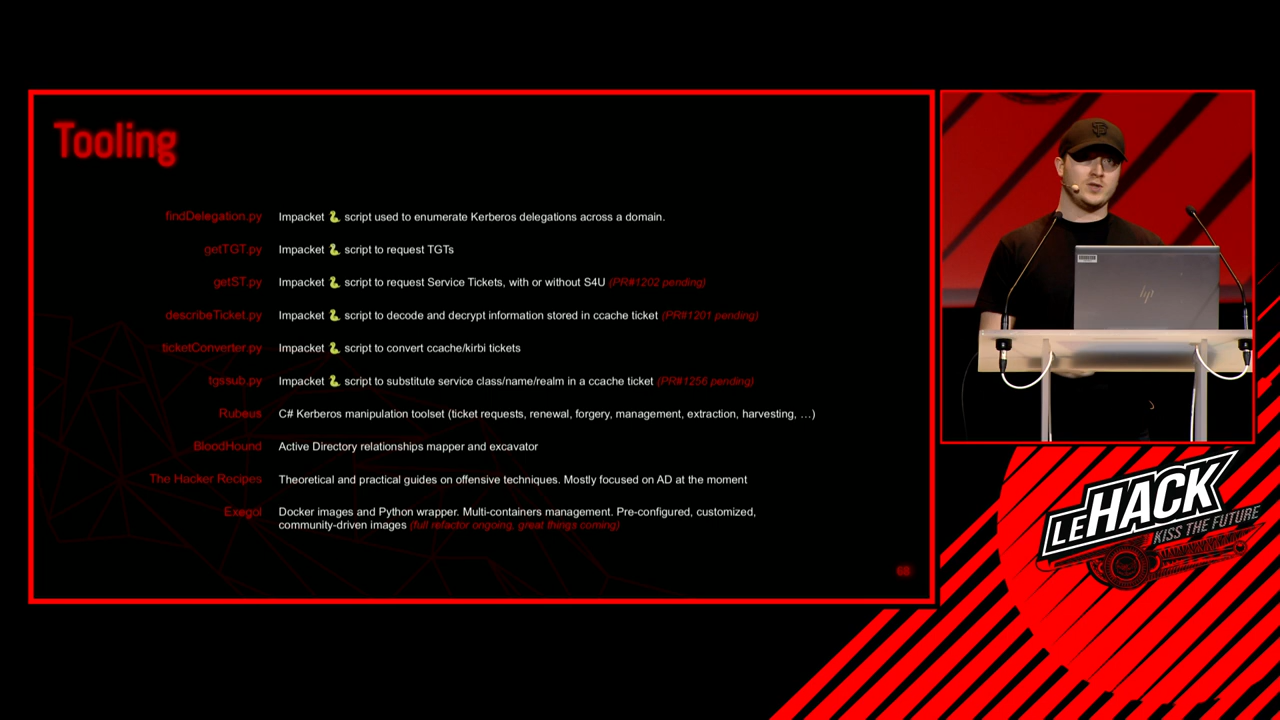 Tooling
findDelegation.py Impacket 🐍 script used to enumerate Kerberos delegations across a domain.
getTGT.py Impacket 🐍 script to request TGTs
getST.py Impacket 🐍 script to request Service Tickets, with or without S4U (PR#1202 pending)
describeTicket.py Impacket 🐍 script to decode and decrypt information stored in ccache ticket (PR#1201 pending)
ticketConverter.py Impacket 🐍 script to convert ccache/kirbi tickets
tgssub.py Impacket 🐍 script to substitute service class/name/realm in a ccache ticket (PR#1256 pending)
Rubeus C# Kerberos manipulation toolset (ticket requests, renewal, forgery, management, extraction, harvesting, …)
BloodHound Active Directory relationships mapper and excavator
The Hacker Recipes Theoretical and practical guides on offensive techniques. Mostly focused on AD at the moment
Exegol Docker images and Python wrapper. Multi-containers management. Pre-configured, customized,
community-driven images (full refactor ongoing, great things coming)
68
hp
LEHACK
KISS THE FUTURE